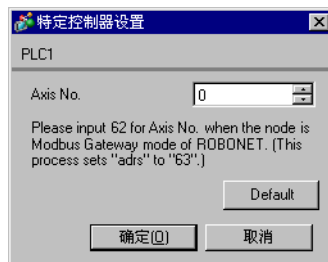 特定控制器设置
PLC1
Axis No.
0
Please input 62 for Axis No. when the node is
Modbus Gateway mode of ROBONET. (This
process sets "adrs" to "63".)
Default
确定(O)
取消